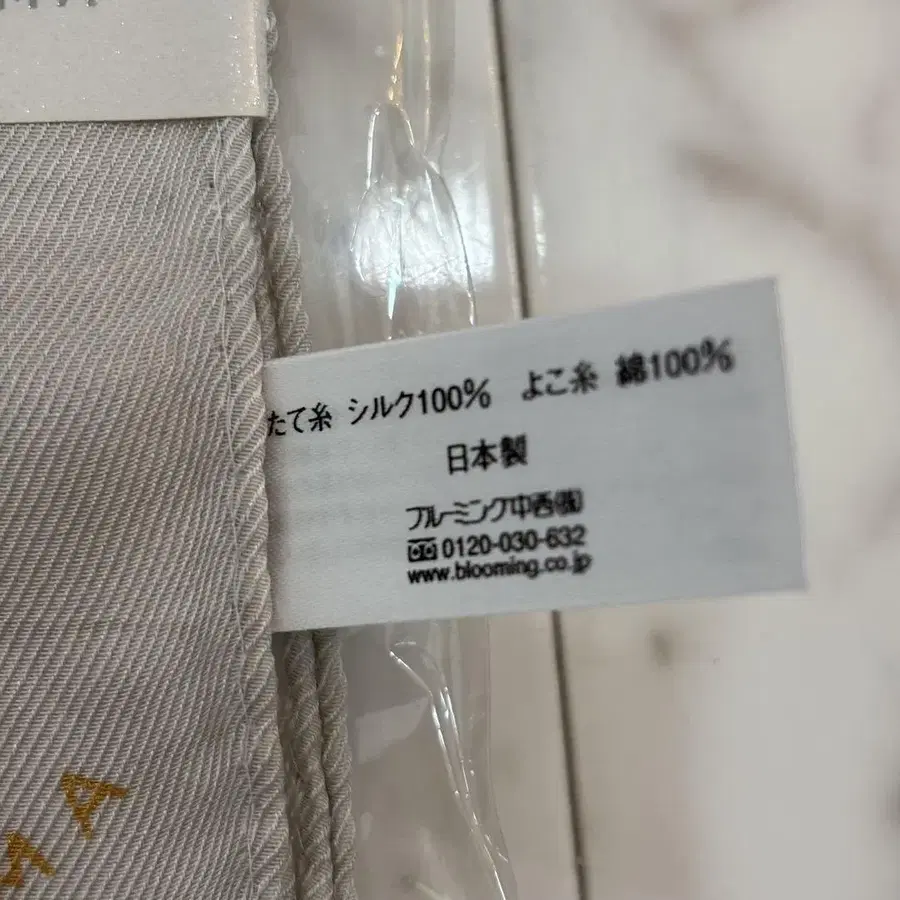 たて糸 シルク100% よこ糸 綿100%
日本製
ブルーミング中西㈱
0120-030-632
www.blooming.co.jp